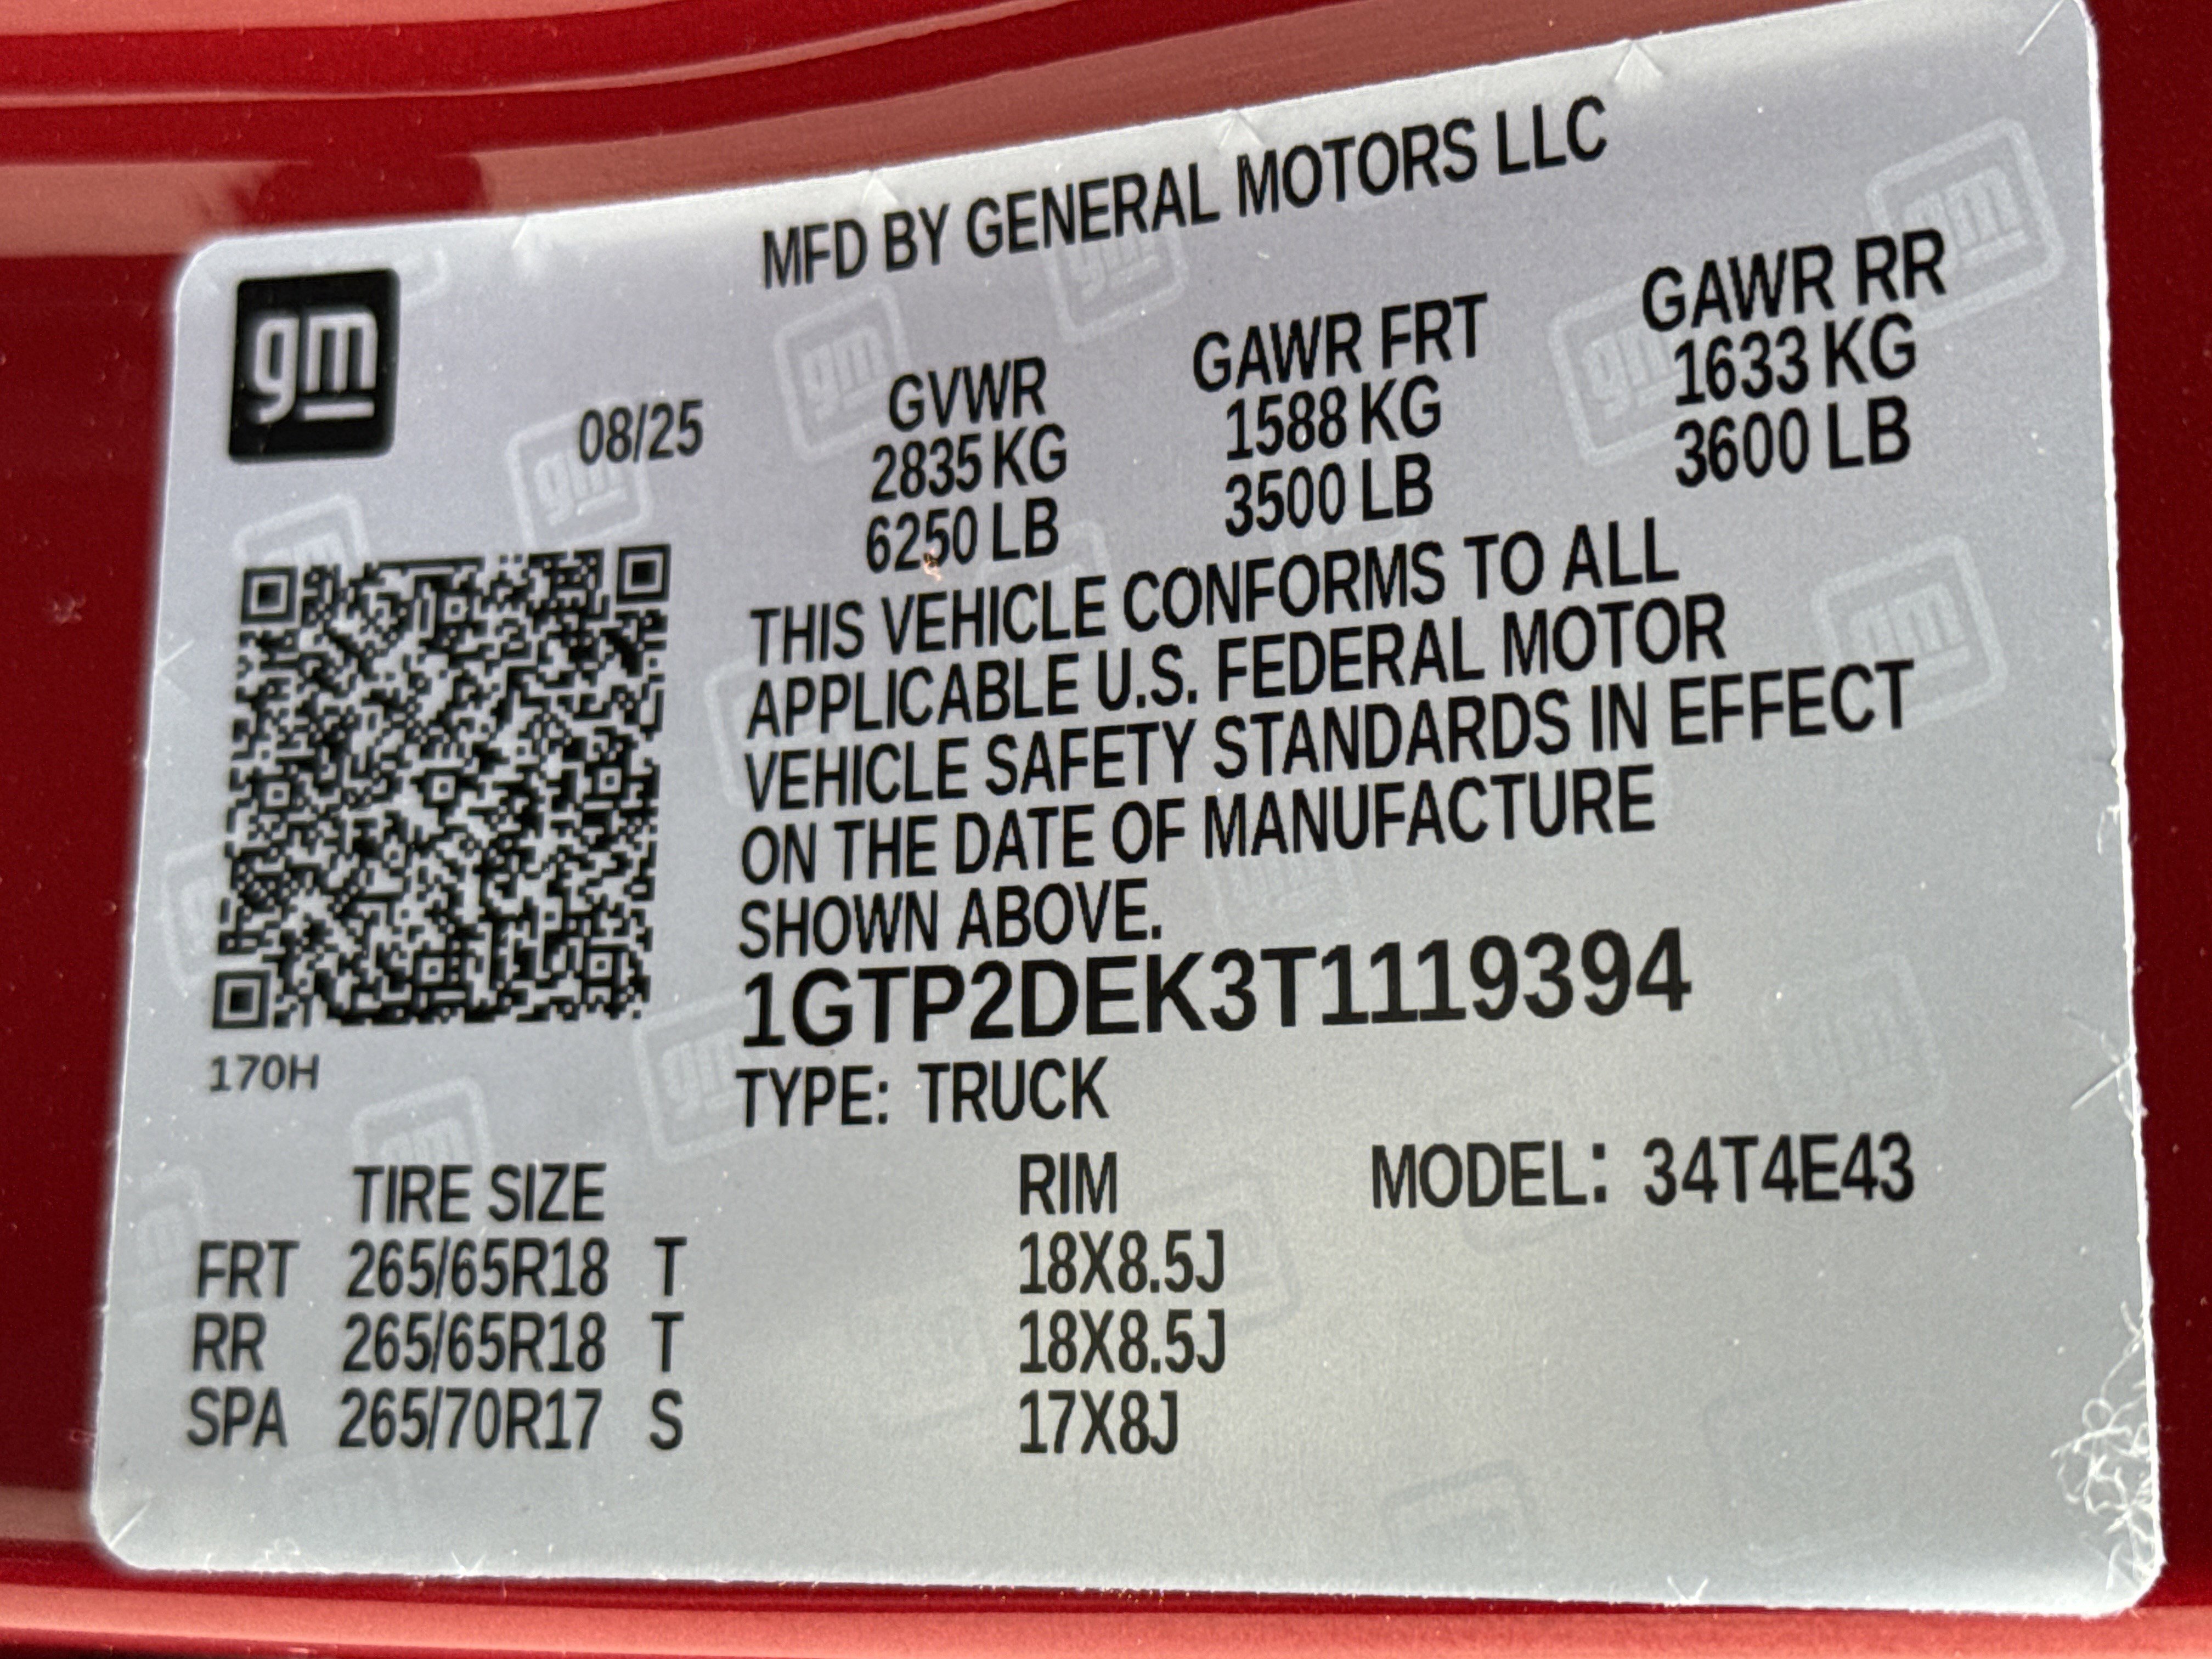 MFD BY GENERAL MOTORS LLC
gm
08/25
GVWR GAWR FRT GAWR RR
2835 KG 1588 KG 1633 KG
6250 LB 3500 LB 3600 LB
THIS VEHICLE CONFORMS TO ALL
APPLICABLE U.S. FEDERAL MOTOR
VEHICLE SAFETY STANDARDS IN EFFECT
ON THE DATE OF MANUFACTURE
SHOWN ABOVE.
1GTP2DEK3T1119394
170H
TYPE: TRUCK
TIRE SIZE RIM MODEL: 34T4E43
FRT 265/65R18 T 18X8.5J
RR 265/65R18 T 18X8.5J
SPA 265/70R17 S 17X8J